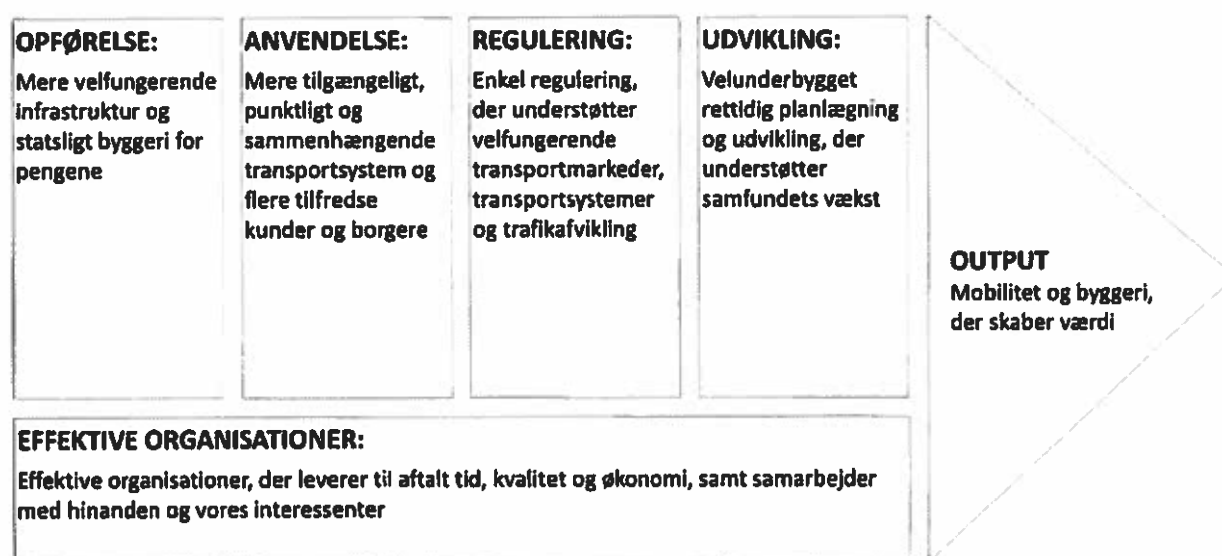 OPFØRELSE:
Mere velfungerende
infrastruktur og
statsligt byggeri for
pengene
ANVENDELSE:
Mere tilgængeligt,
punktligt og
sammenhængende
transportsystem og
flere tilfredse
kunder og borgere
REGULERING:
Enkel regulering,
der understøtter
velfungerende
transportmarkeder,
transportsystemer
og trafikafvikling
UDVIKLING:
Velunderbygget
rettidig planlægning
og udvikling, der
understøtter
samfundets vækst
OUTPUT
Mobilitet og byggeri,
der skaber værdi
EFFEKTIVE ORGANISATIONER:
Effektive organisationer, der leverer til aftalt tid, kvalitet og økonomi, samt samarbejder
med hinanden og vores interessenter